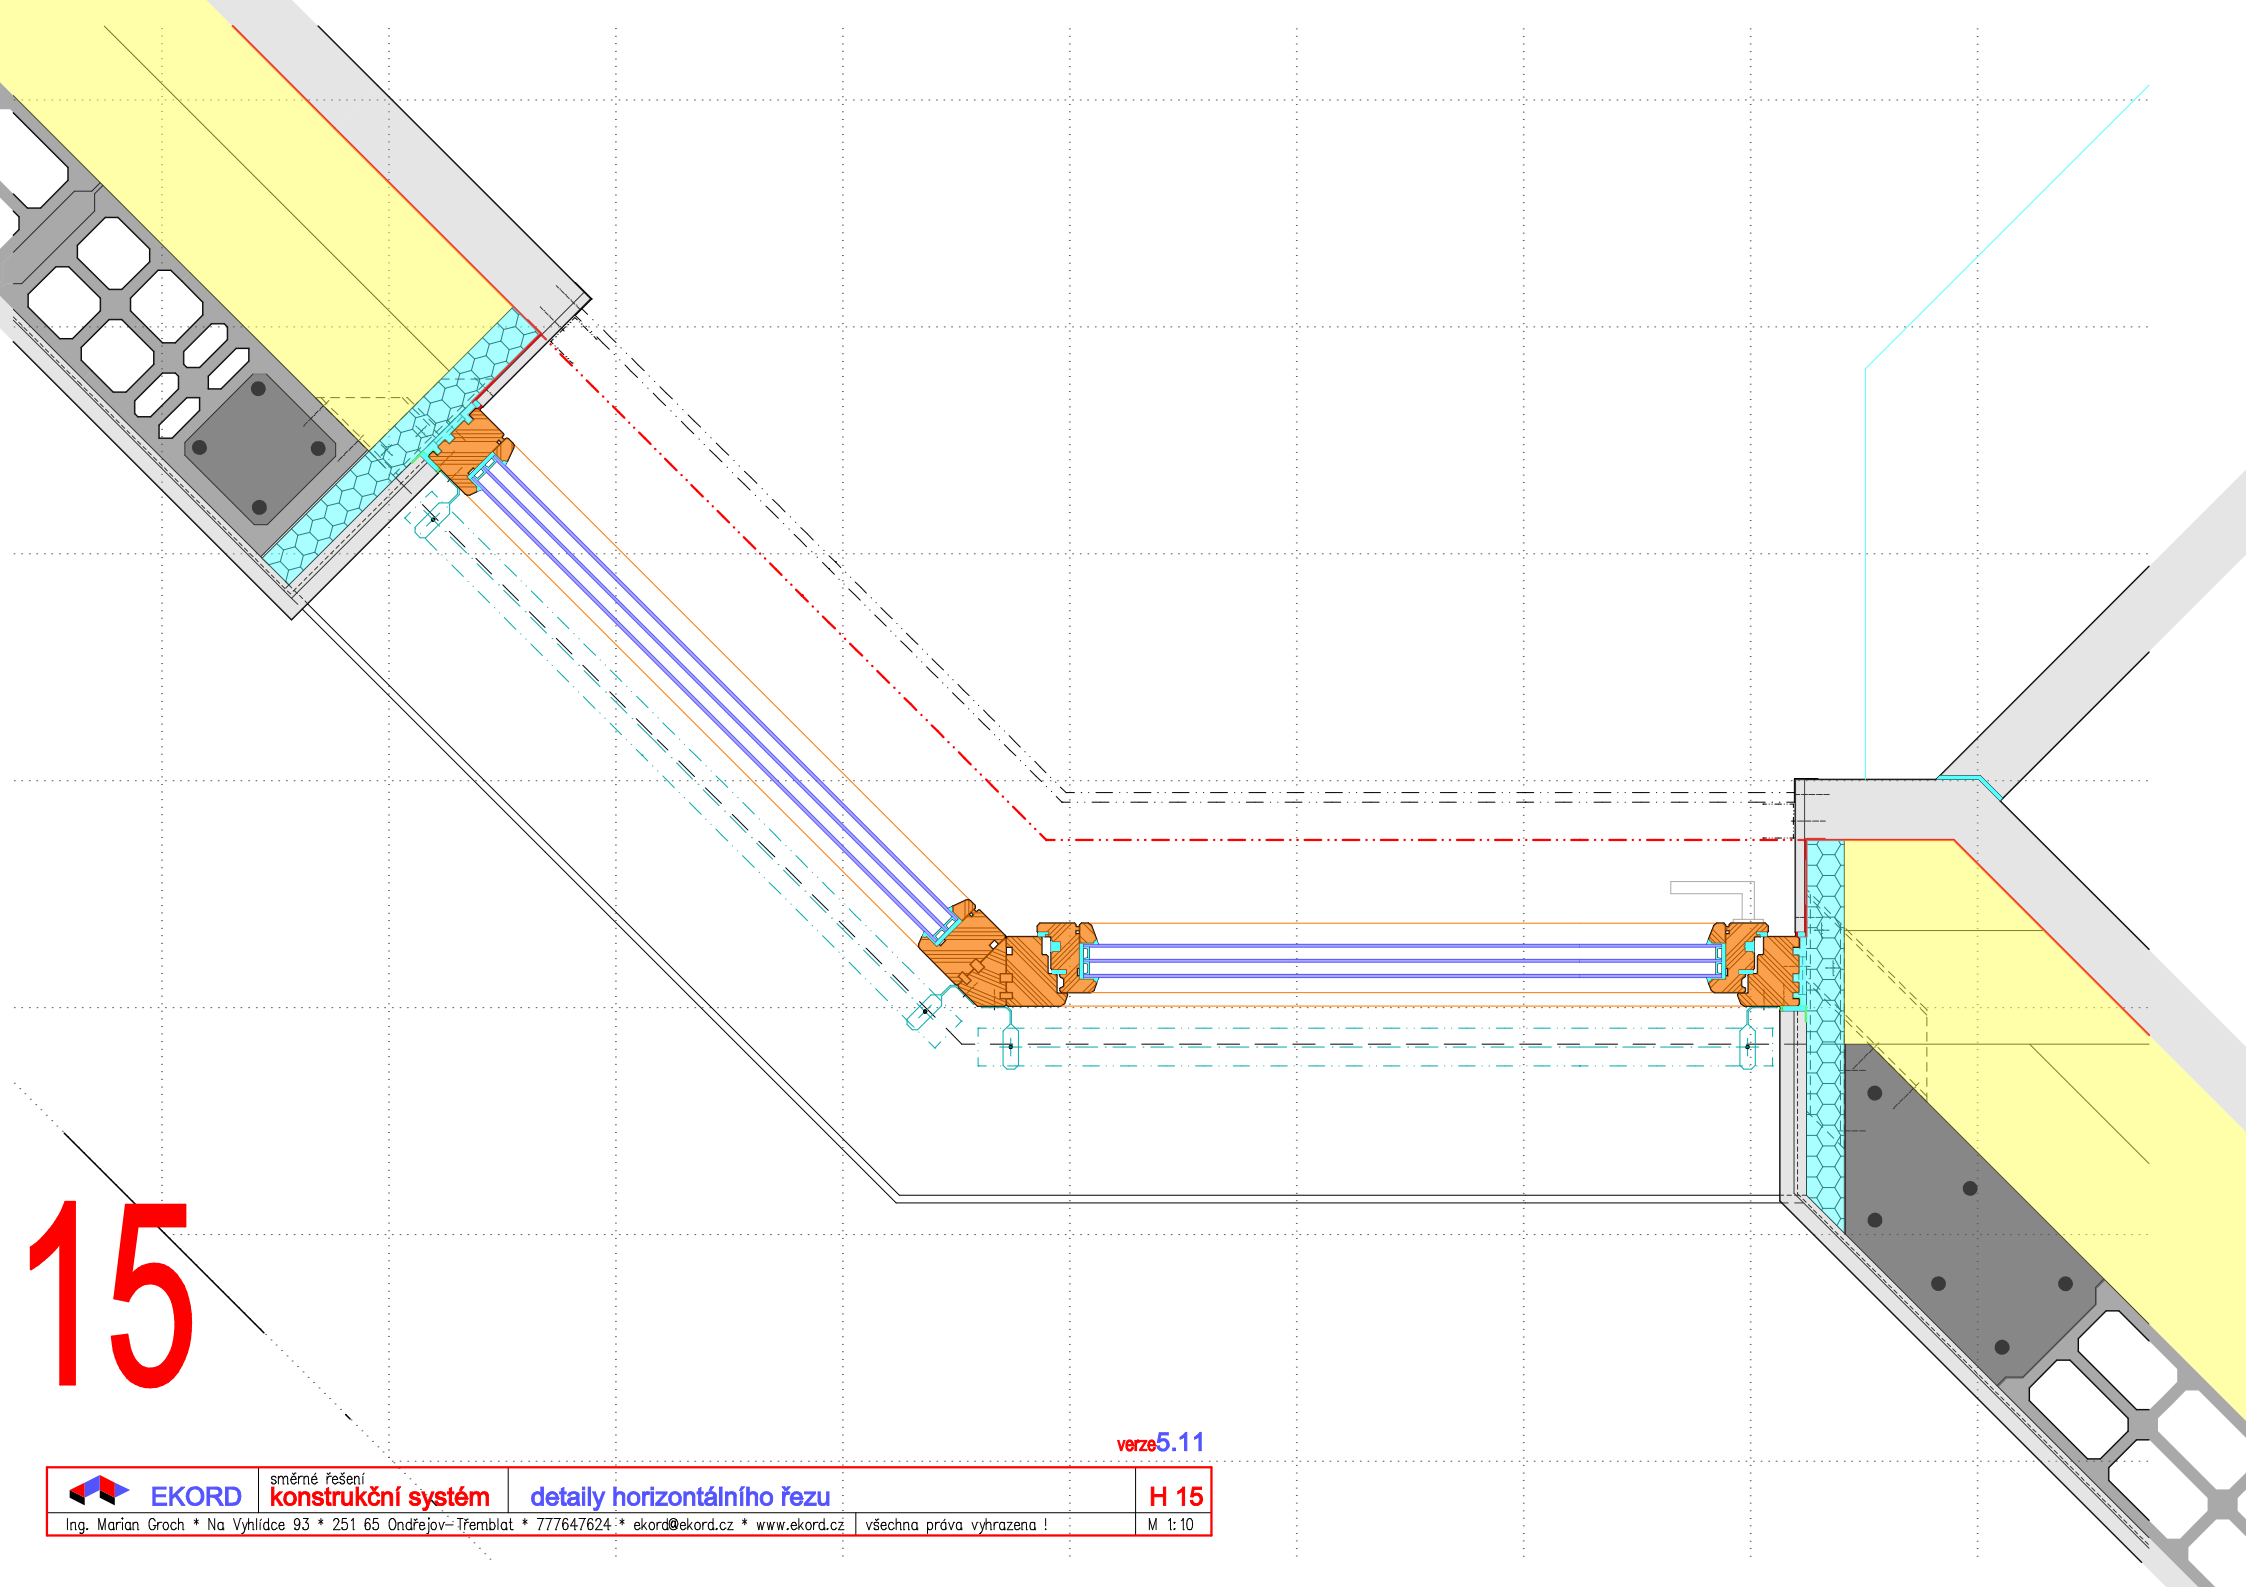 15
verze5.11
EKORD
směrné řešení
konstrukční systém
detaily horizontálního řezu
H 15
Ing. Marian Groch * Na Vyhlídce 93 * 251 65 Ondřejov-Třemblat * 777647624 * ekord@ekord.cz * www.ekord.cz
všechna práva vyhrazena !
M 1:10